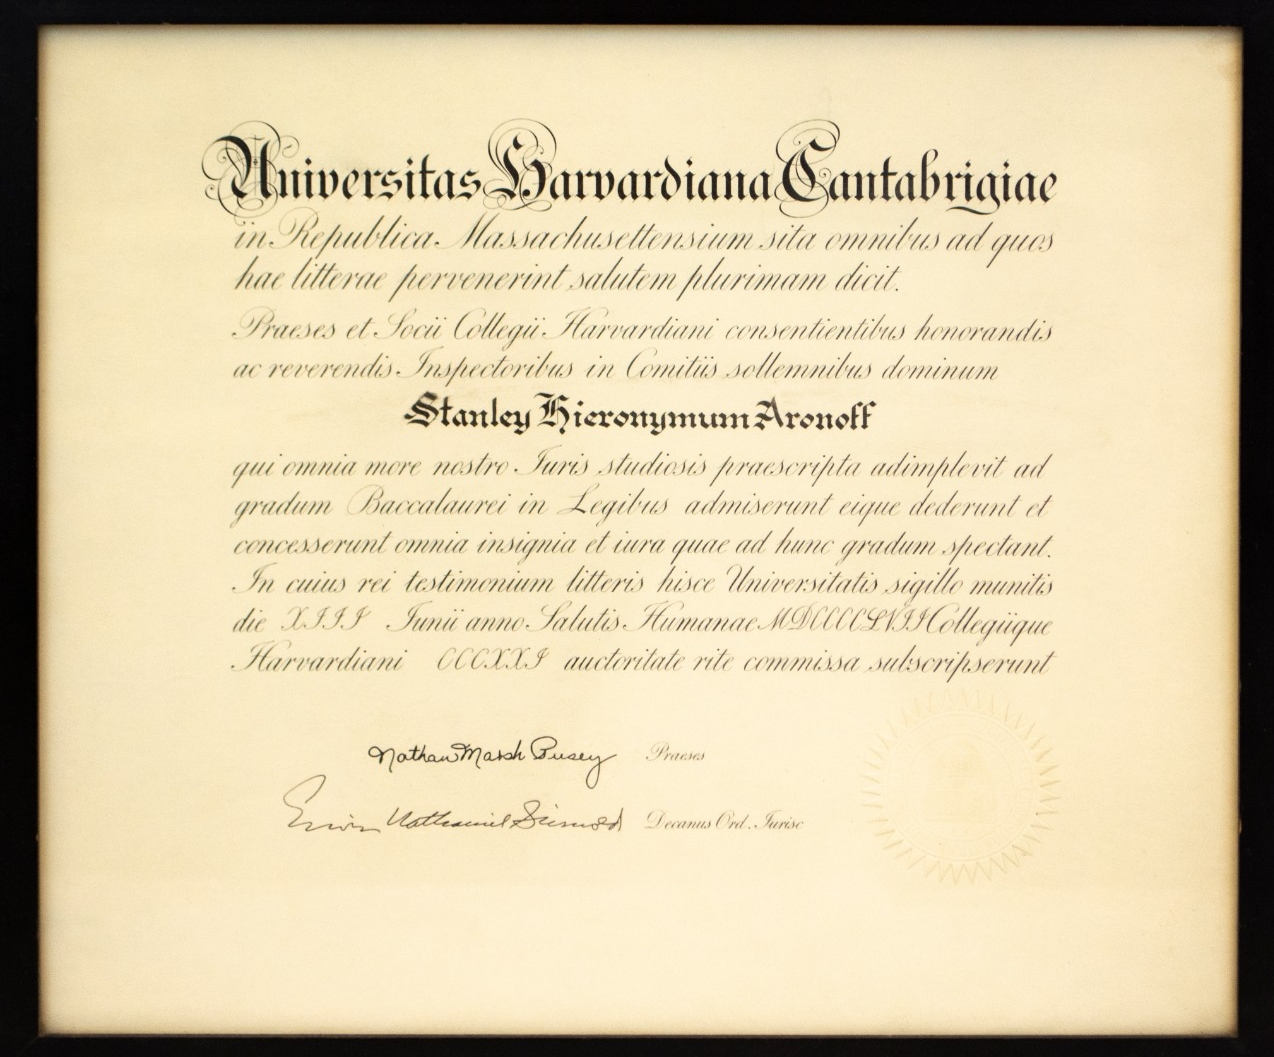 Universitas Harvardiana Cantabrigiae
in Republica Massachusettensium sita omnibus ad quos
hae litterae pervenerint salutem plurimam dicit.
Praeses et Socii Collegii Harvardiani consentientibus honorandis
ac reverendis Inspectoribus in Comitiis sollemnibus dominum
Stanley Hieronymum Aronoff
qui omnia more nostro Iuris studiosis praescripta adimplevit ad
gradum Baccalaurei in Legibus admiserunt eique dederunt et
concesserunt omnia insignia et iura quae ad hunc gradum spectant.
In cuius rei testimonium litteris hisce Universitatis sigillo munitis
die XIII Iunii anno Salutis Humanae MDCCCCLVII Collegiique
Harvardiani CCCXXI auctoritate rite commissa subscripserunt
Nathan Marsh Pusey Praeses
Erwin Nathaniel Griswold Decanus Ord. Iurisc